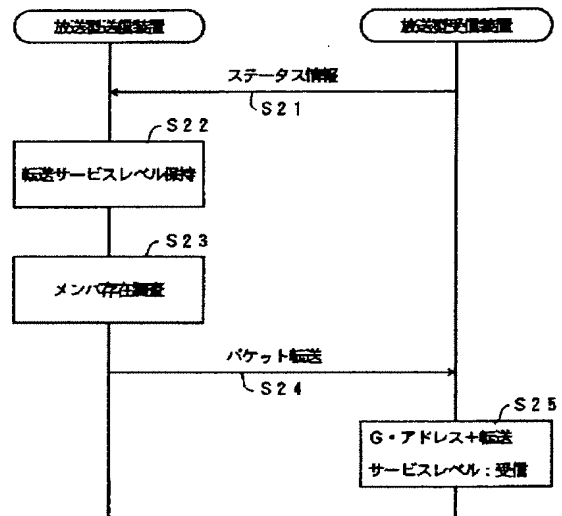 放送型送信装置
放送型受信装置
ステータス情報
S21
S22
転送サービスレベル保持
S23
メンバ存在調査
パケット転送
S24
S25
G・アドレス+転送
サービスレベル:受信